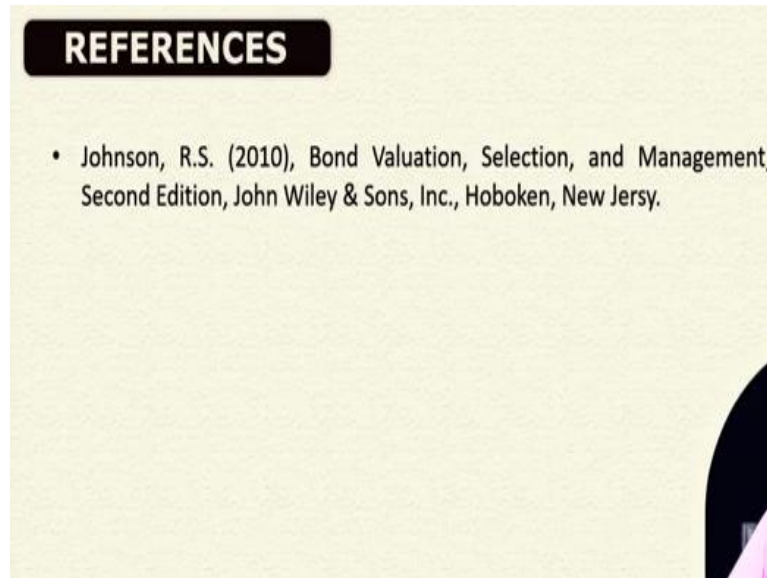 REFERENCES
• Johnson, R.S. (2010), Bond Valuation, Selection, and Management,
Second Edition, John Wiley & Sons, Inc., Hoboken, New Jersy.